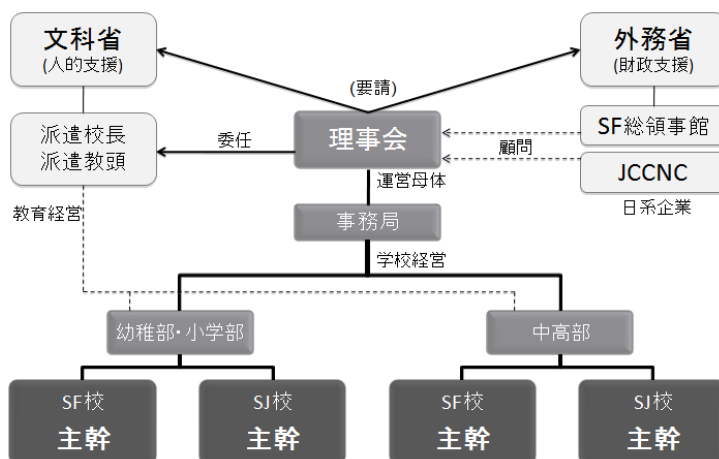 文科省
(人的支援)
外務省
(財政支援)
(要請)
派遣校長
派遣教頭
委任
理事会
SF総領事館
顧問
JCCNC
日系企業
運営母体
教育経営
事務局
学校経営
幼稚部・小学部
中高部
SF校
主幹
SJ校
主幹
SF校
主幹
SJ校
主幹